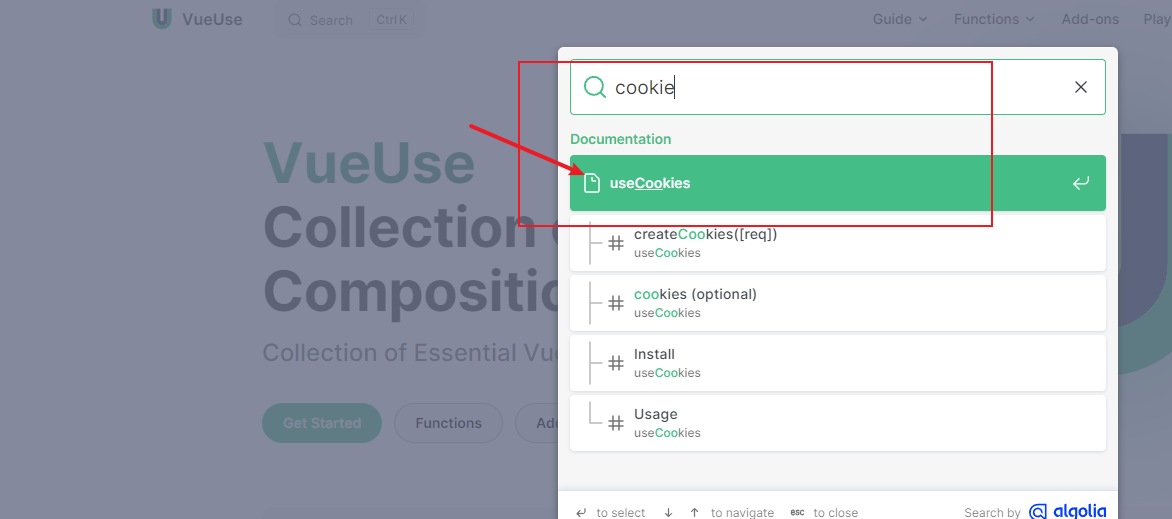 VueUse
Search
Ctrl K
Guide
Functions
Add-ons
Play
cookie
Documentation
useCookies
createCookies([req])
useCookies
cookies (optional)
useCookies
Install
useCookies
Usage
useCookies
VueUse
Collection
Compositio
Collection of Essential Vue
Get Started
Functions
Add
to select
to navigate
esc to close
Search by algolia